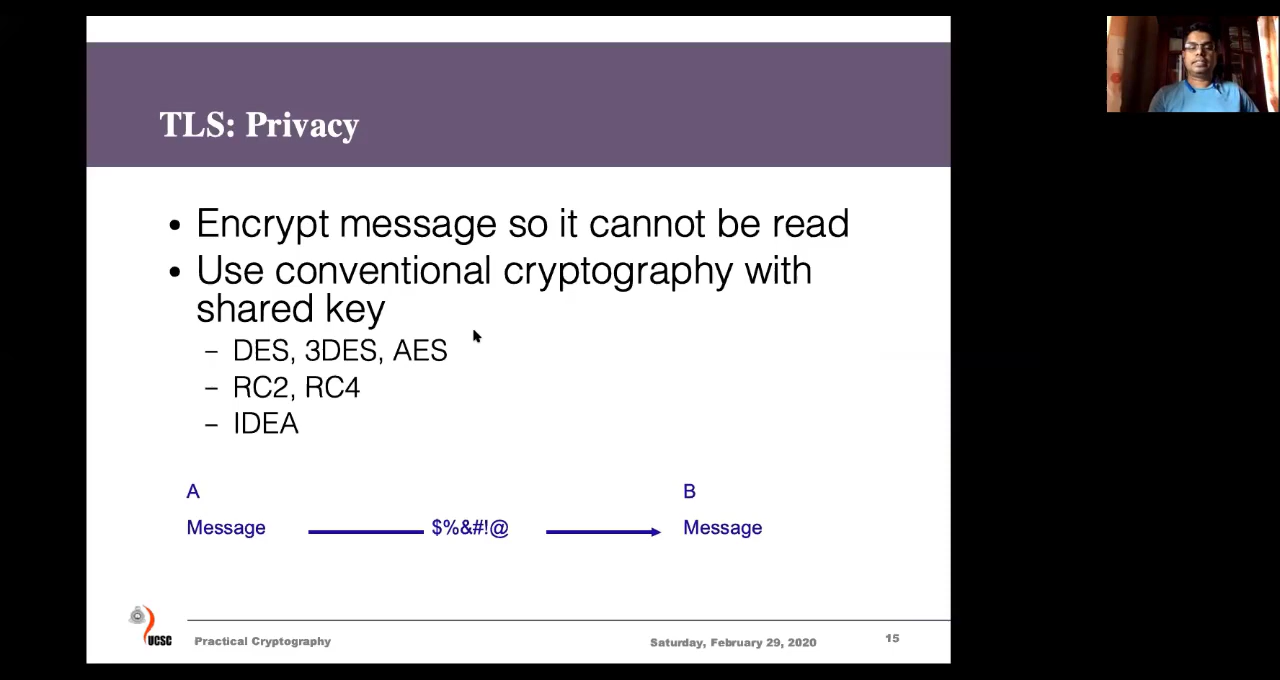 TLS: Privacy
• Encrypt message so it cannot be read
• Use conventional cryptography with
shared key
– DES, 3DES, AES
– RC2, RC4
– IDEA
A B
Message $%&#!@ Message
UCSC
Practical Cryptography Saturday, February 29, 2020 15